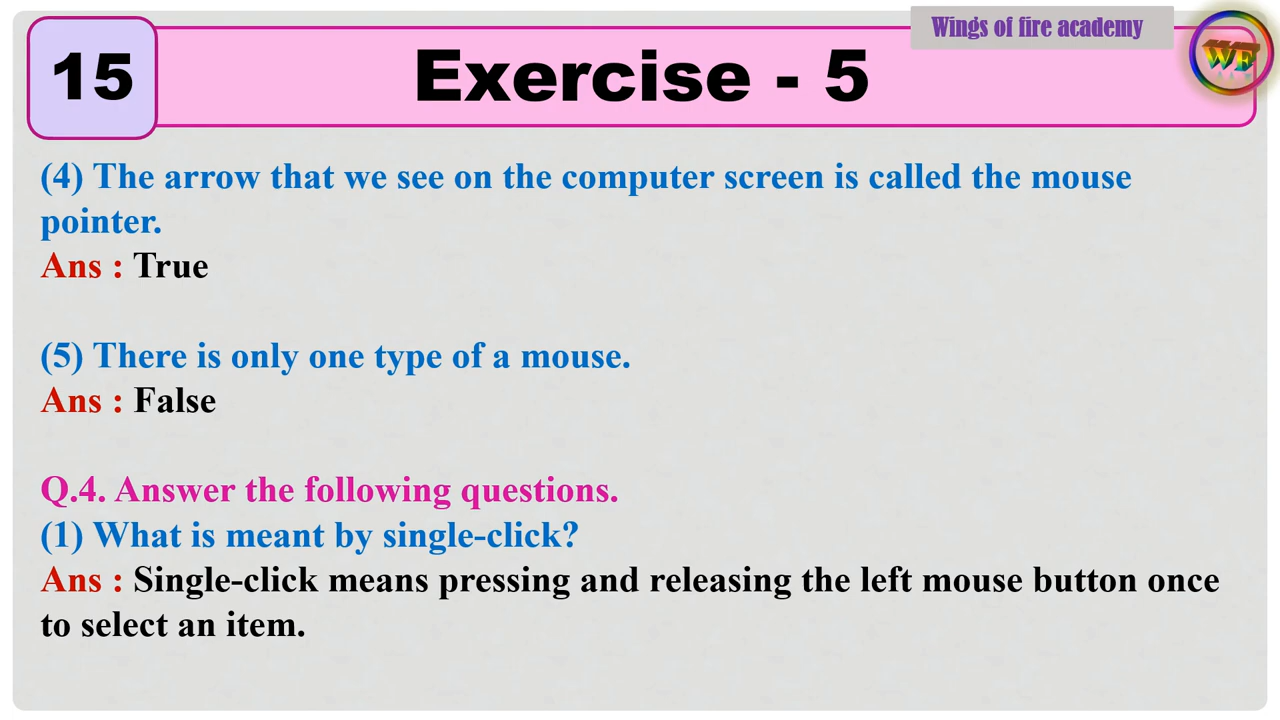 Wings of fire academy
WF
15
Exercise - 5
(4) The arrow that we see on the computer screen is called the mouse
pointer.
Ans : True
(5) There is only one type of a mouse.
Ans : False
Q.4. Answer the following questions.
(1) What is meant by single-click?
Ans : Single-click means pressing and releasing the left mouse button once
to select an item.